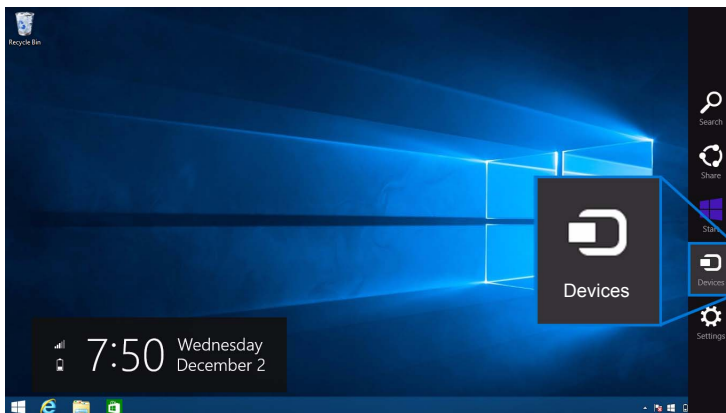 Recycle Bin
Search
Share
Start
Devices
Devices
Settings
7:50
Wednesday
December 2